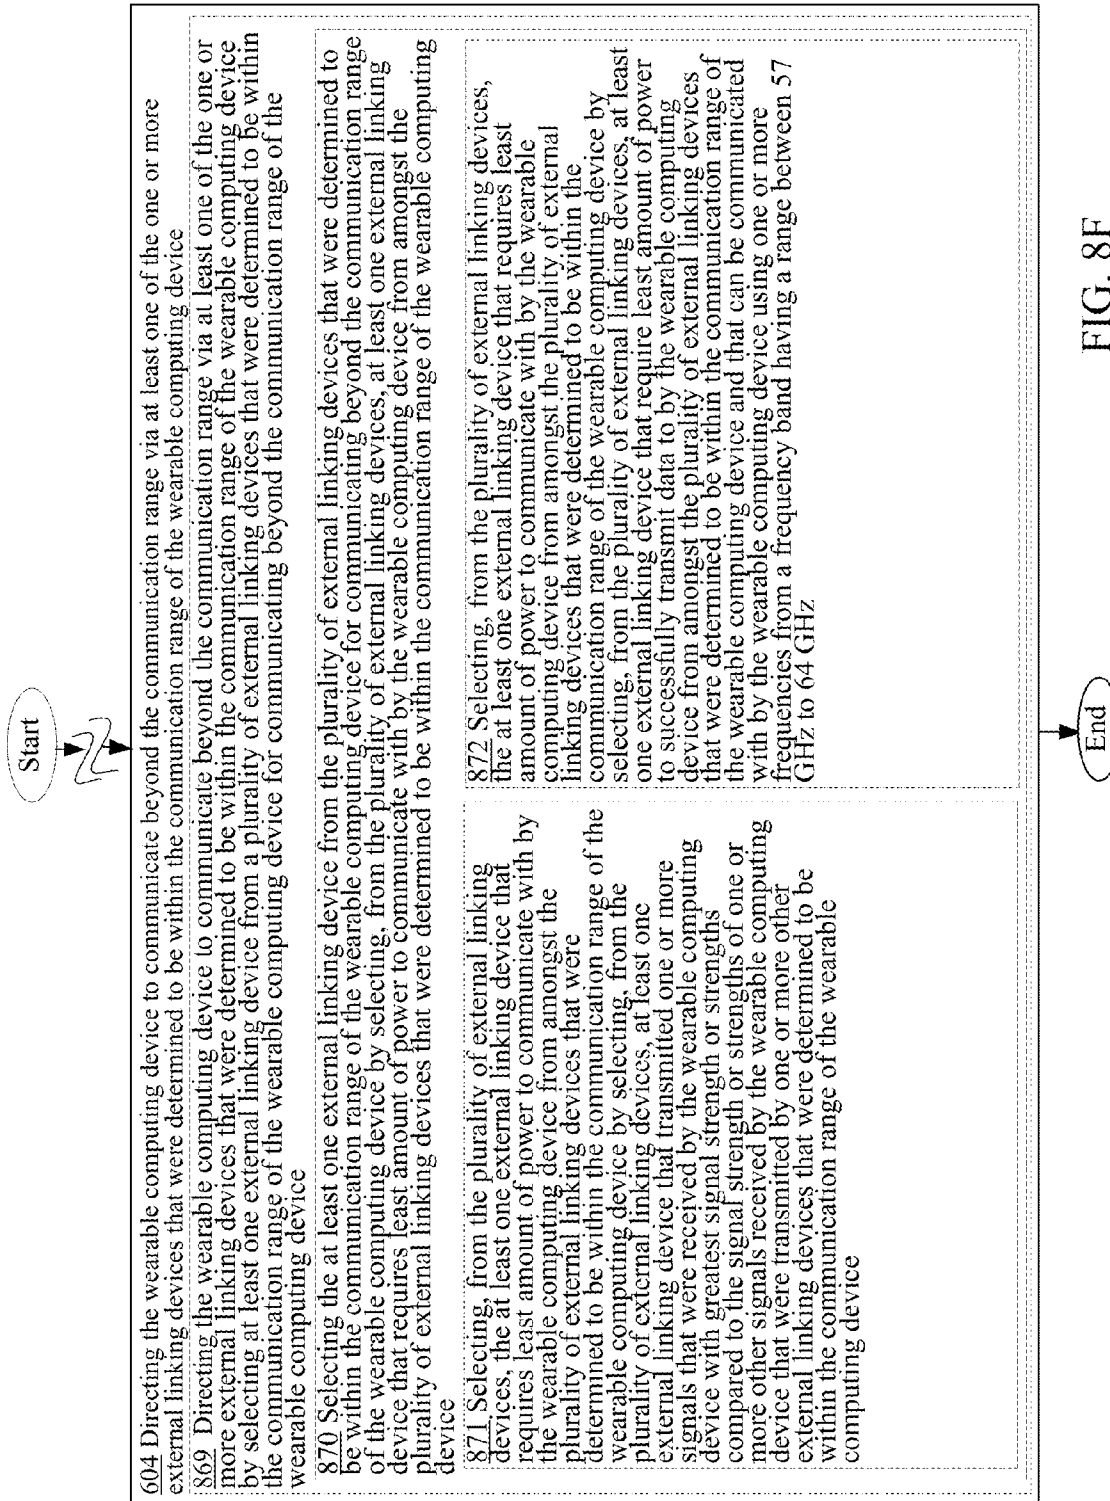 Start
604 Directing the wearable computing device to communicate beyond the communication range via at least one of the one or more
external linking devices that were determined to be within the communication range of the wearable computing device
869 Directing the wearable computing device to communicate beyond the communication range via at least one of the one or
more external linking devices that were determined to be within the communication range of the wearable computing device
by selecting at least one external linking device from a plurality of external linking devices that were determined to be within
the communication range of the wearable computing device for communicating beyond the communication range of the
wearable computing device
870 Selecting the at least one external linking device from the plurality of external linking devices that were determined to
be within the communication range of the wearable computing device for communicating beyond the communication range
of the wearable computing device by selecting, from the plurality of external linking devices, at least one external linking
device that requires least amount of power to communicate with by the wearable computing device from amongst the
plurality of external linking devices that were determined to be within the communication range of the wearable computing
device
871 Selecting, from the plurality of external linking
devices, the at least one external linking device that
requires least amount of power to communicate with by
the wearable computing device from amongst the
plurality of external linking devices that were
determined to be within the communication range of the
wearable computing device by selecting, from the
plurality of external linking devices, at least one
external linking device that transmitted one or more
signals that were received by the wearable computing
device with greatest signal strength or strengths
compared to the signal strength or strengths of one or
more other signals received by the wearable computing
device that were transmitted by one or more other
external linking devices that were determined to be
within the communication range of the wearable
computing device
872 Selecting, from the plurality of external linking devices,
the at least one external linking device that requires least
amount of power to communicate with by the wearable
computing device from amongst the plurality of external
linking devices that were determined to be within the
communication range of the wearable computing device by
selecting, from the plurality of external linking devices, at least
one external linking device that require least amount of power
to successfully transmit data to by the wearable computing
device from amongst the plurality of external linking devices
that were determined to be within the communication range of
the wearable computing device and that can be communicated
with by the wearable computing device using one or more
frequencies from a frequency band having a range between 57
GHz to 64 GHz
End
FIG. 8F